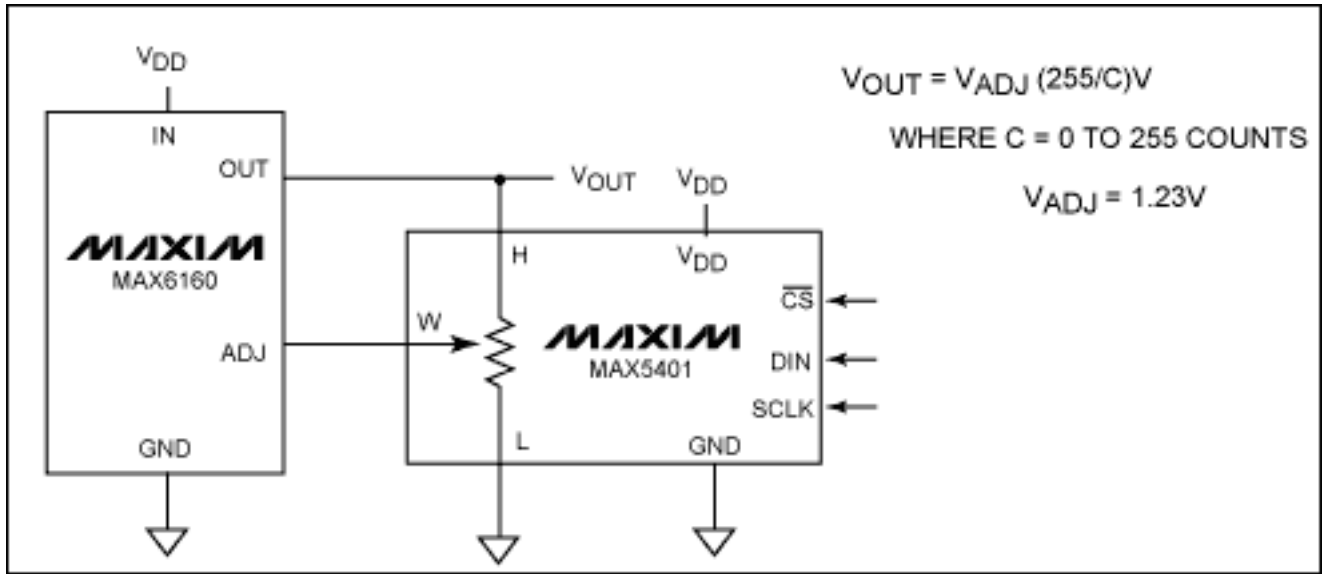 VDD
IN
OUT
MAXIM
MAX6160
ADJ
GND
VOUT
H
W
L
VDD
VDD
MAXIM
MAX5401
CS
DIN
SCLK
GND
VOUT = VADJ (255/C)V
WHERE C = 0 TO 255 COUNTS
VADJ = 1.23V